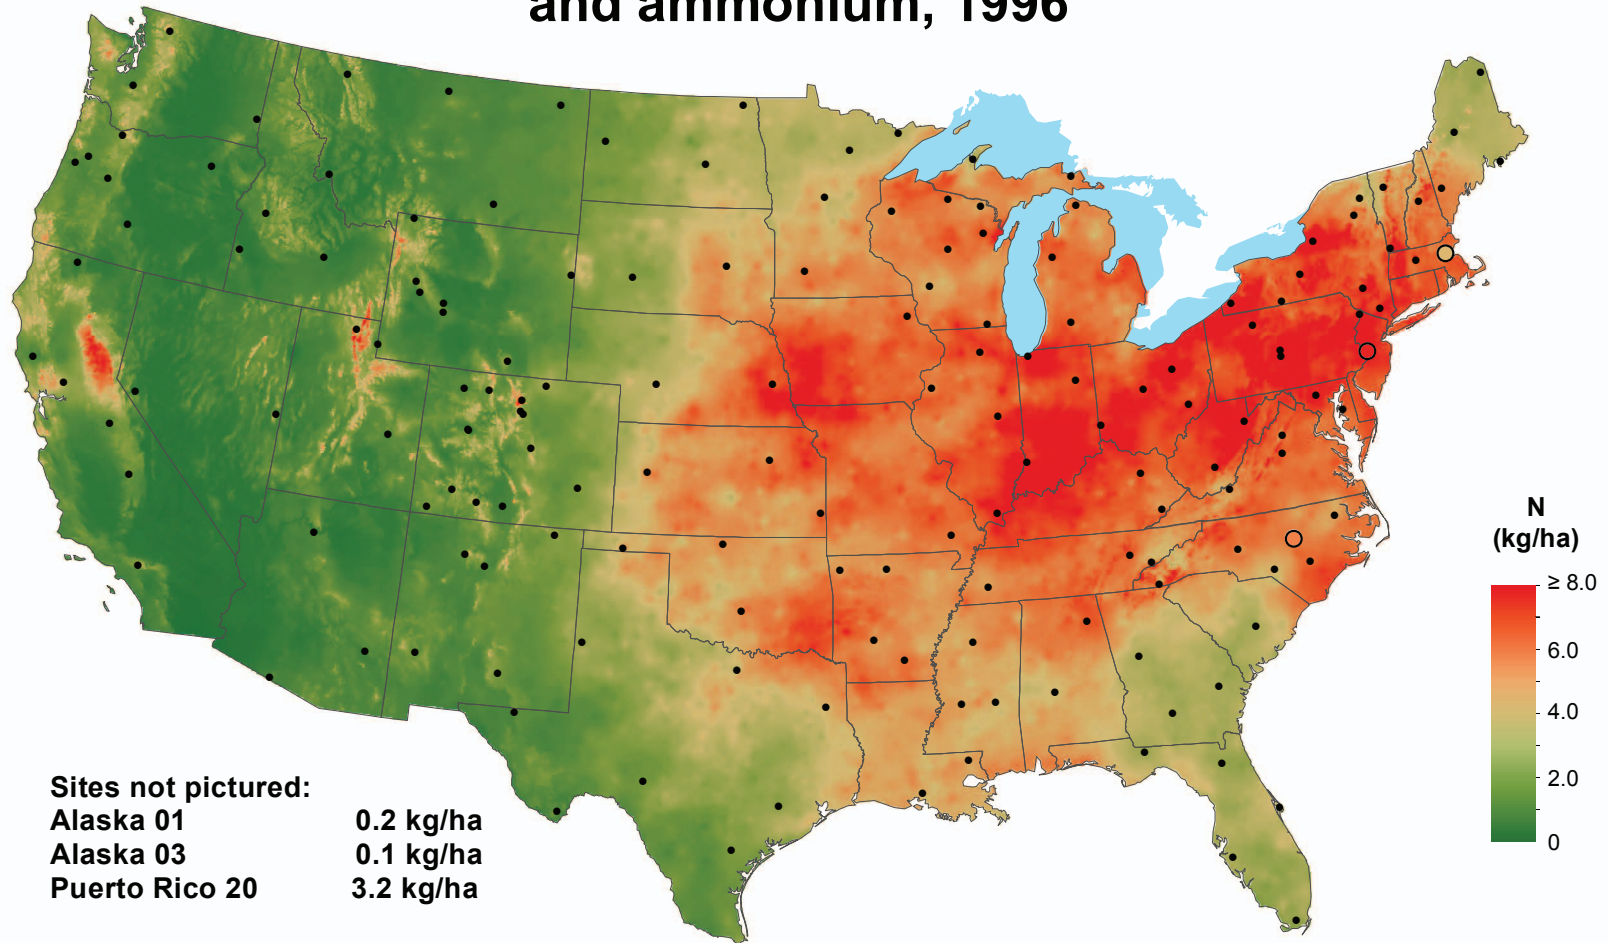 and ammonium, 1996
N
(kg/ha)
≥ 8.0
6.0
4.0
2.0
0
Sites not pictured:
Alaska 01 0.2 kg/ha
Alaska 03 0.1 kg/ha
Puerto Rico 20 3.2 kg/ha